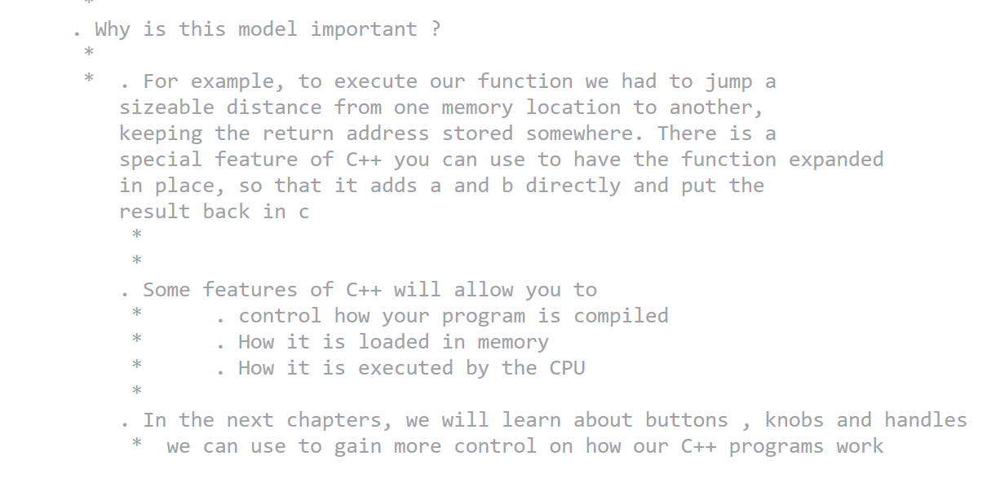 *
. Why is this model important ?
*
* . For example, to execute our function we had to jump a
sizeable distance from one memory location to another,
keeping the return address stored somewhere. There is a
special feature of C++ you can use to have the function expanded
in place, so that it adds a and b directly and put the
result back in c
*
*
. Some features of C++ will allow you to
* . control how your program is compiled
* . How it is loaded in memory
* . How it is executed by the CPU
*
. In the next chapters, we will learn about buttons , knobs and handles
* we can use to gain more control on how our C++ programs work